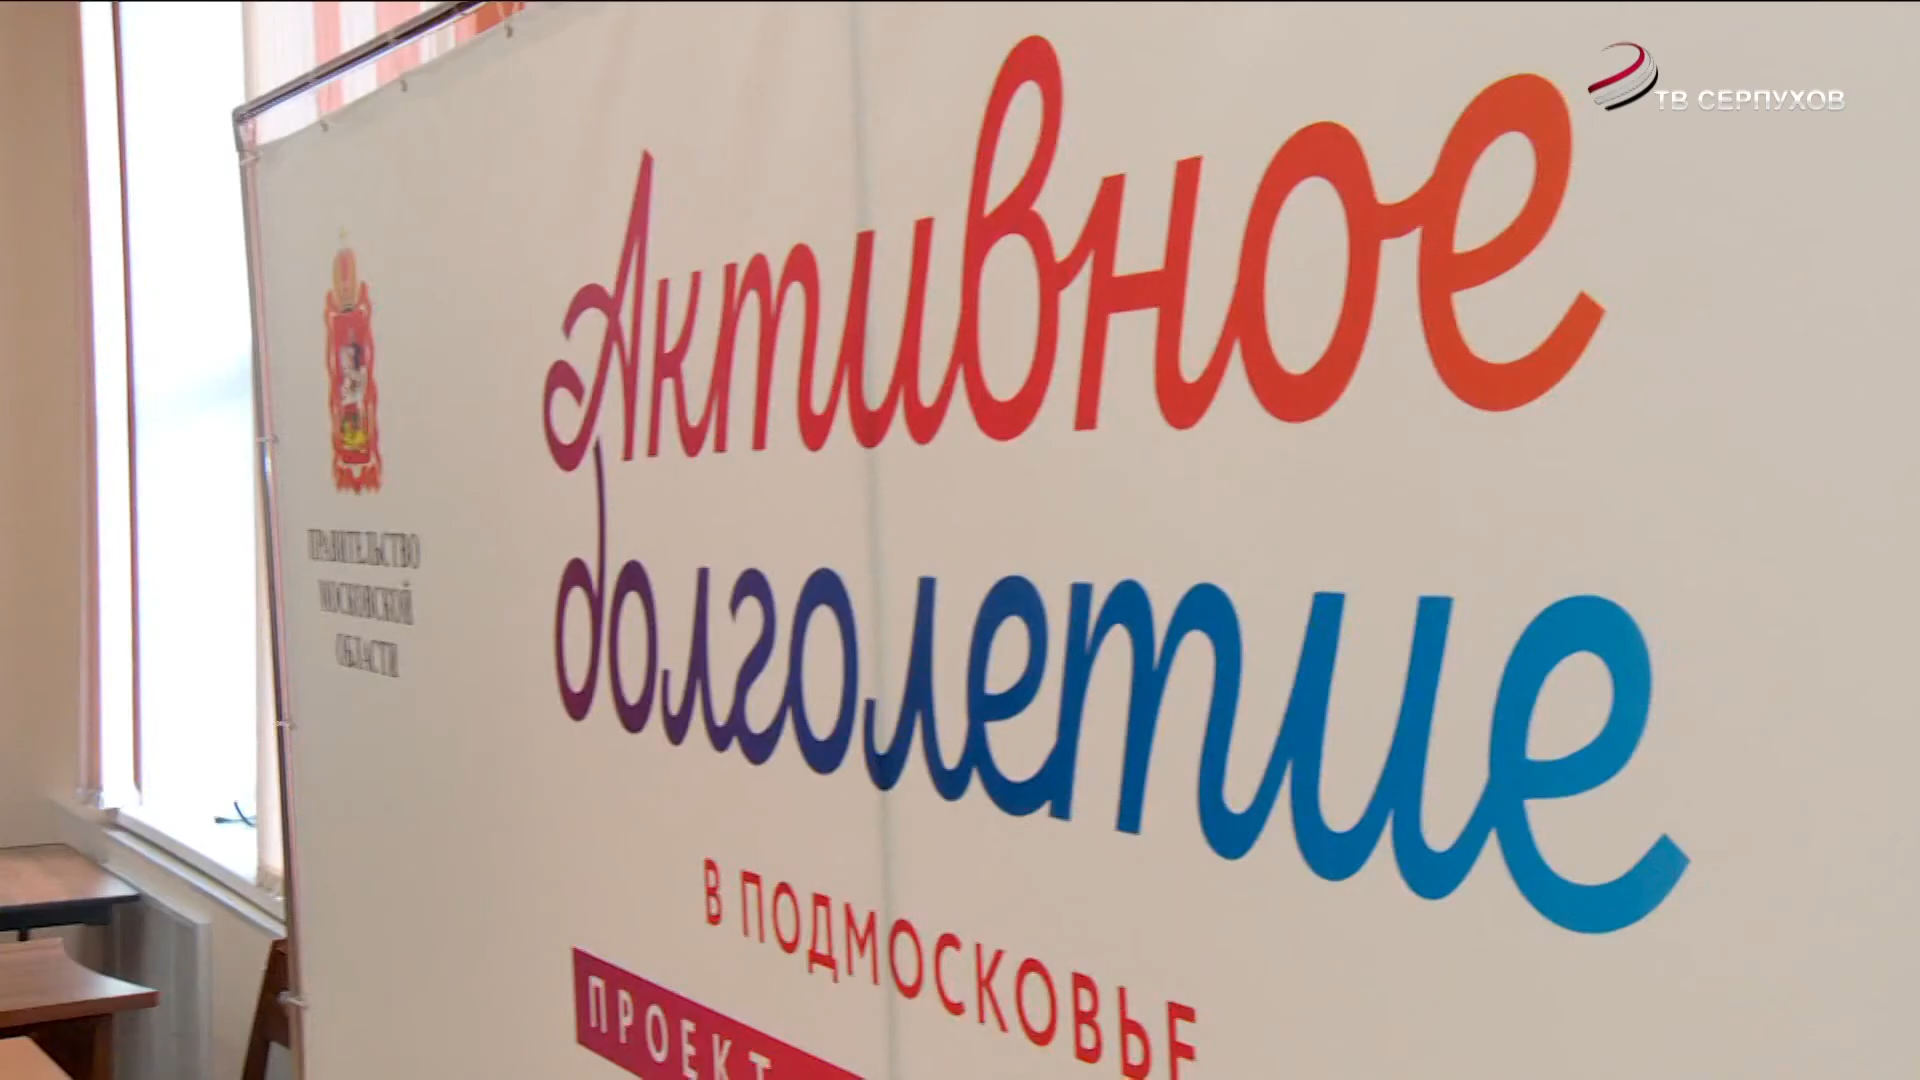 ТВ СЕРПУХОВ
Активное
долголетие
В ПОДМОСКОВЬЕ
ПРОЕКТ
ПРАВИТЕЛЬСТВО
МОСКОВСКОЙ
ОБЛАСТИ